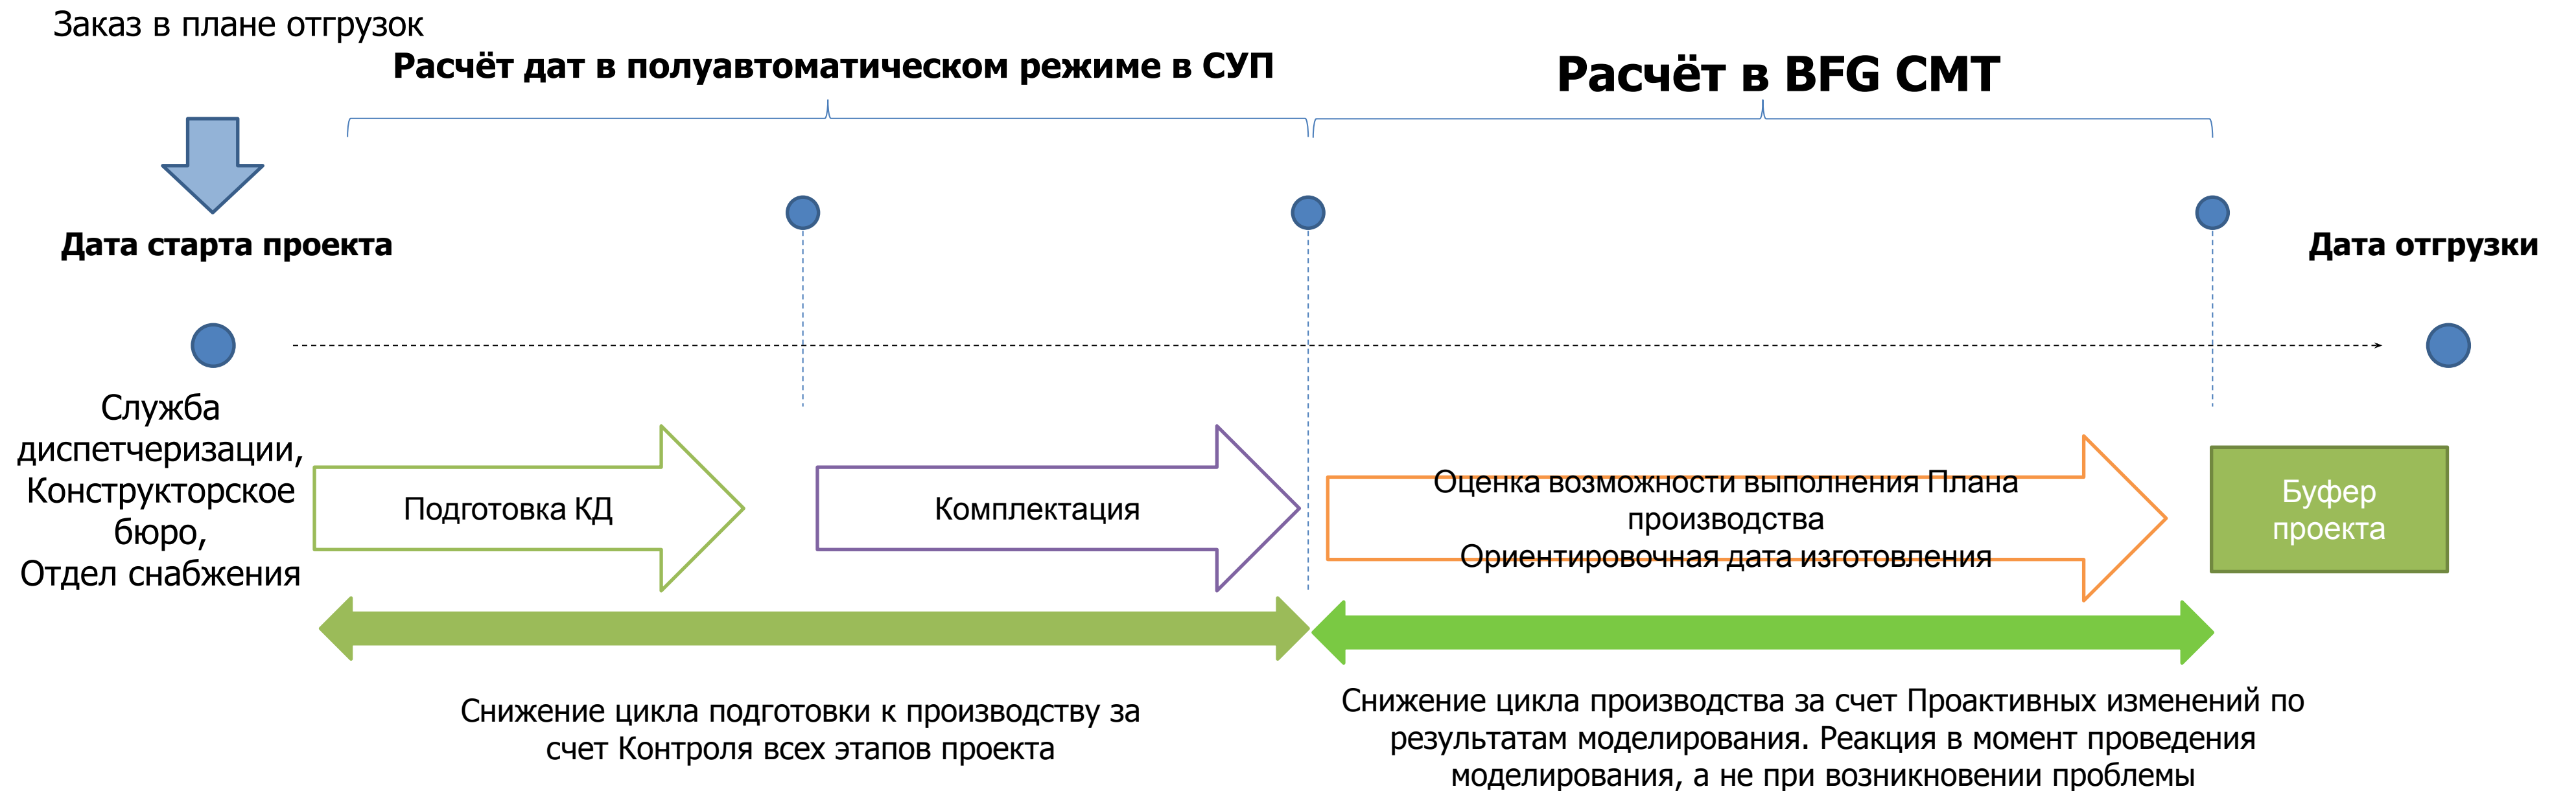 Заказ в плане отгрузок
Расчёт дат в полуавтоматическом режиме в СУП
Расчёт в BFG СМТ
Дата старта проекта
Дата отгрузки
Служба
диспетчеризации,
Конструкторское
бюро,
Отдел снабжения
Подготовка КД
Комплектация
Оценка возможности выполнения Плана
производства
Ориентировочная дата изготовления
Буфер
проекта
Снижение цикла подготовки к производству за
счет Контроля всех этапов проекта
Снижение цикла производства за счет Проактивных изменений по
результатам моделирования. Реакция в момент проведения
моделирования, а не при возникновении проблемы